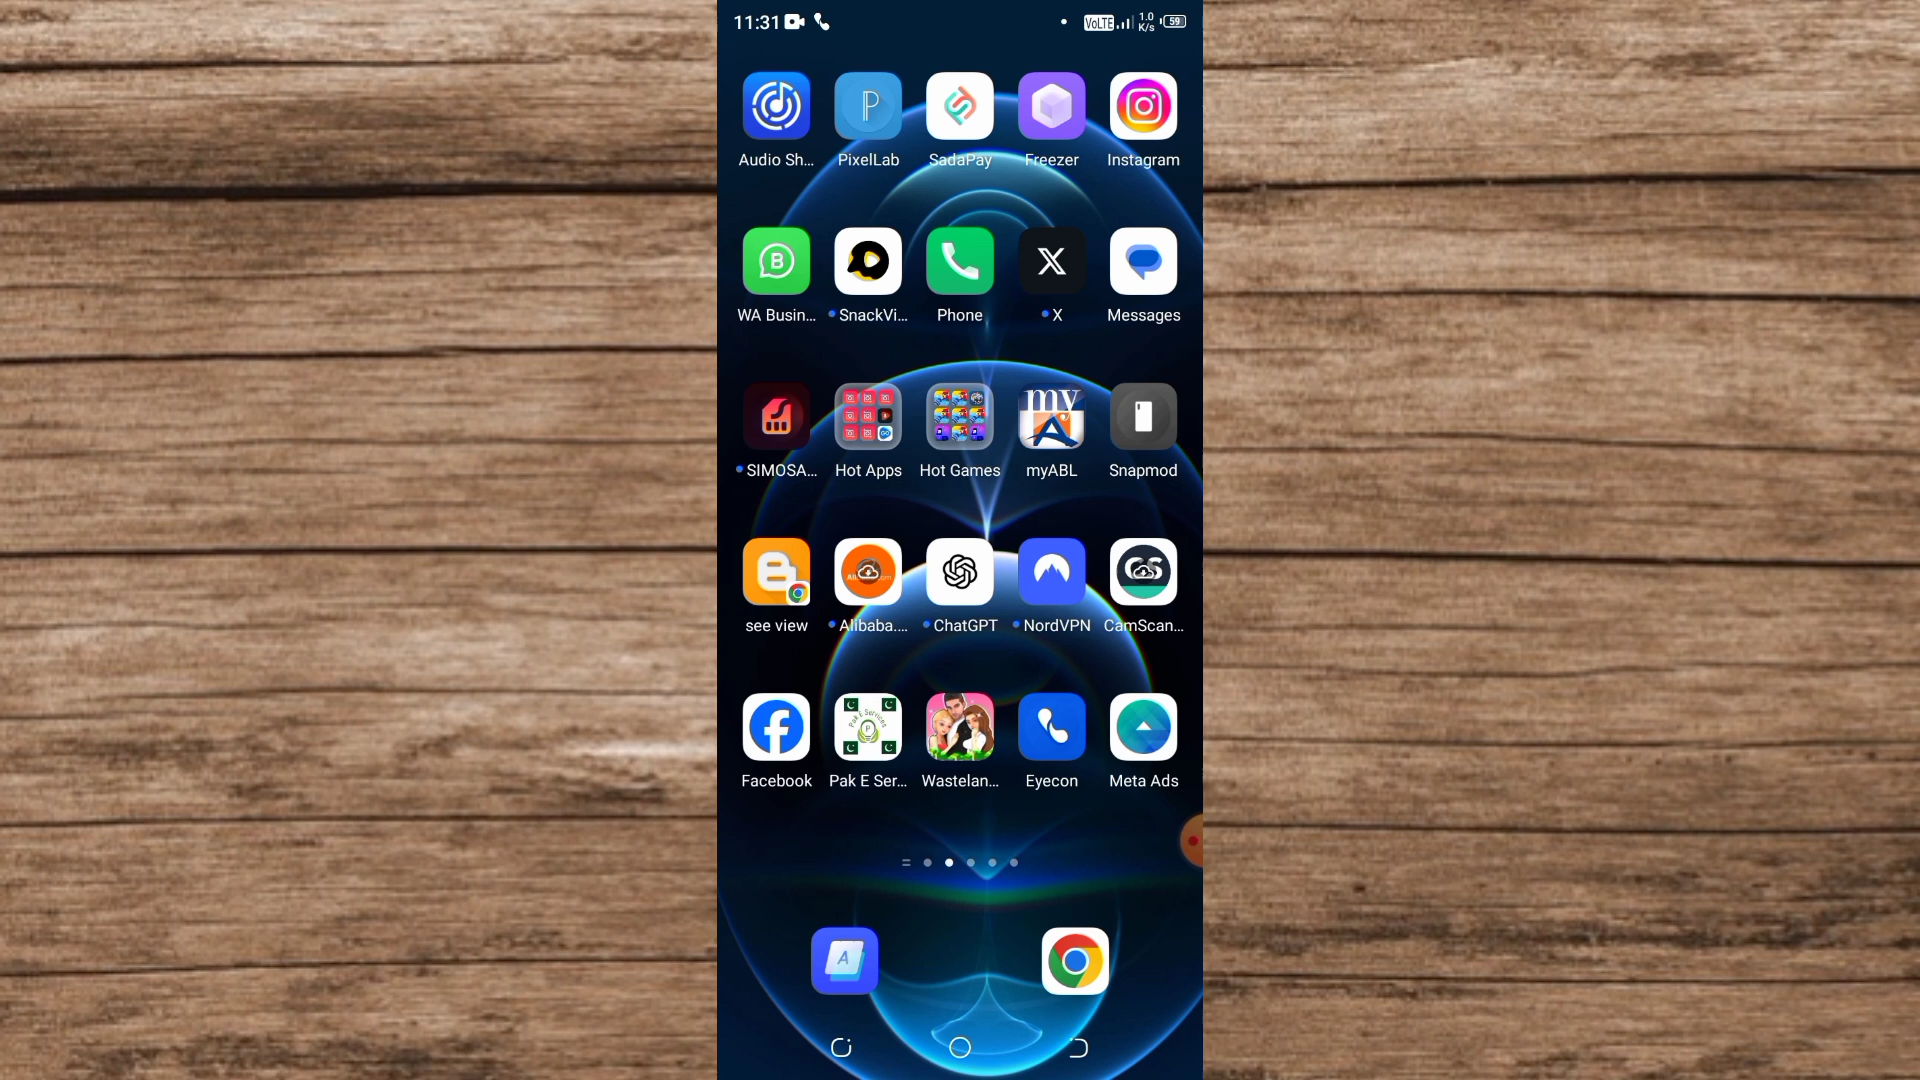 11:31 VoLTE 1.0 K/s 59
Audio Sh... PixelLab SadaPay Freezer Instagram
WA Busin... SnackVi... Phone X Messages
SIMOSA... Hot Apps Hot Games myABL Snapmod
see view Alibaba.... ChatGPT NordVPN CamScan...
Facebook Pak E Ser... Wastelan... Eyecon Meta Ads